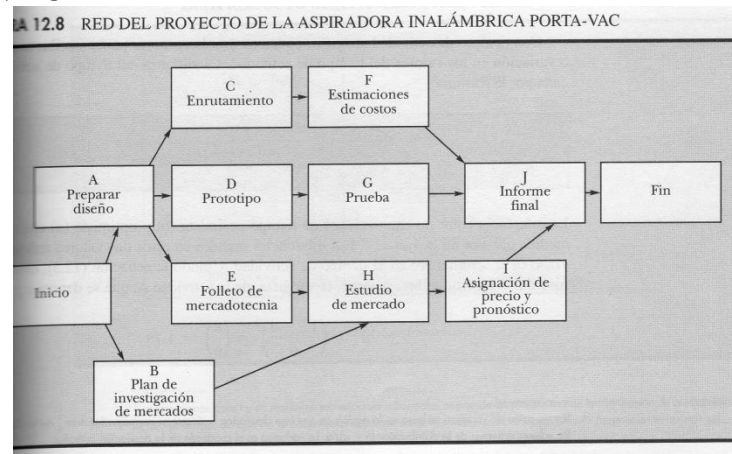 RA 12.8 RED DEL PROYECTO DE LA ASPIRADORA INALÁMBRICA PORTA-VAC
C
Enrutamiento
F
Estimaciones
de costos
A
Preparar
diseño
D
Prototipo
G
Prueba
J
Informe
final
Fin
Inicio
E
Folleto de
mercadotecnia
H
Estudio
de mercado
I
Asignación de
precio y
pronóstico
B
Plan de
investigación
de mercados